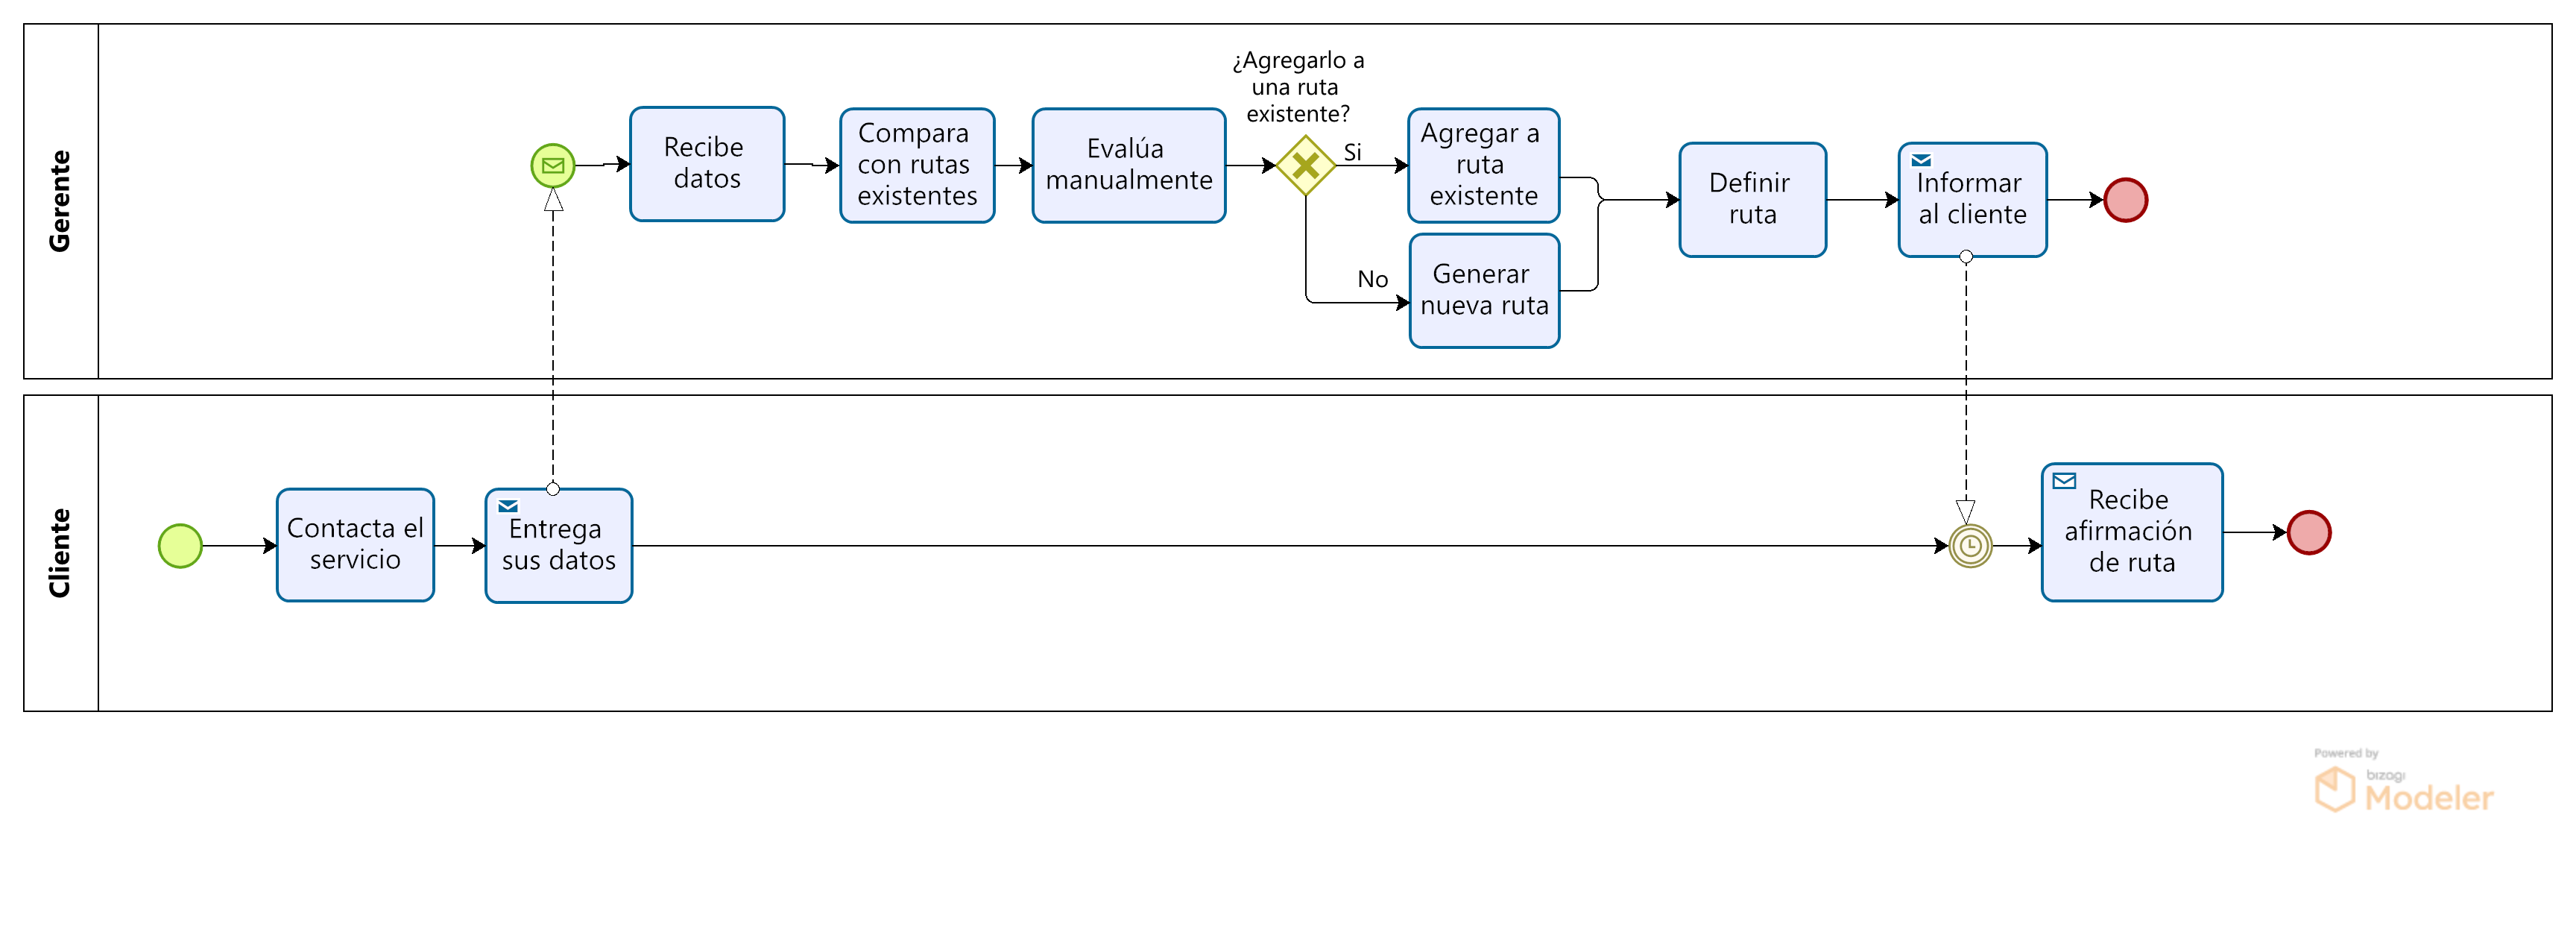 Gerente
Recibe
datos
Compara
con rutas
existentes
Evalúa
manualmente
¿Agregarlo a
una ruta
existente?
Si
No
Agregar a
ruta
existente
Generar
nueva ruta
Definir
ruta
Informar
al cliente
Cliente
Contacta el
servicio
Entrega
sus datos
Recibe
afirmación
de ruta
Powered by
bizagi
Modeler